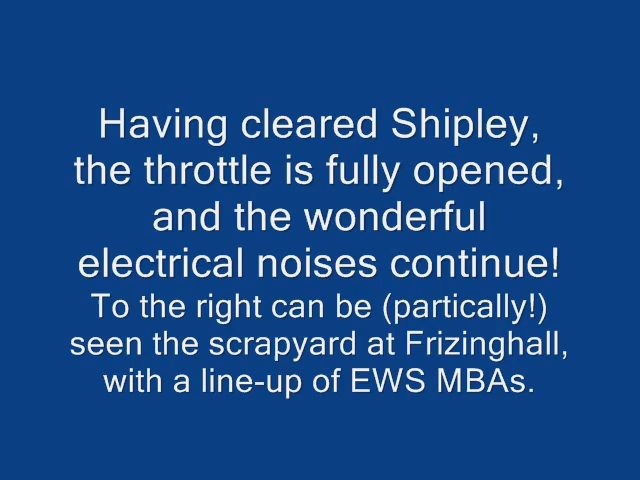 Having cleared Shipley,
the throttle is fully opened,
and the wonderful
electrical noises continue!
To the right can be (partically!)
seen the scrapyard at Frizinghall,
with a line-up of EWS MBAs.